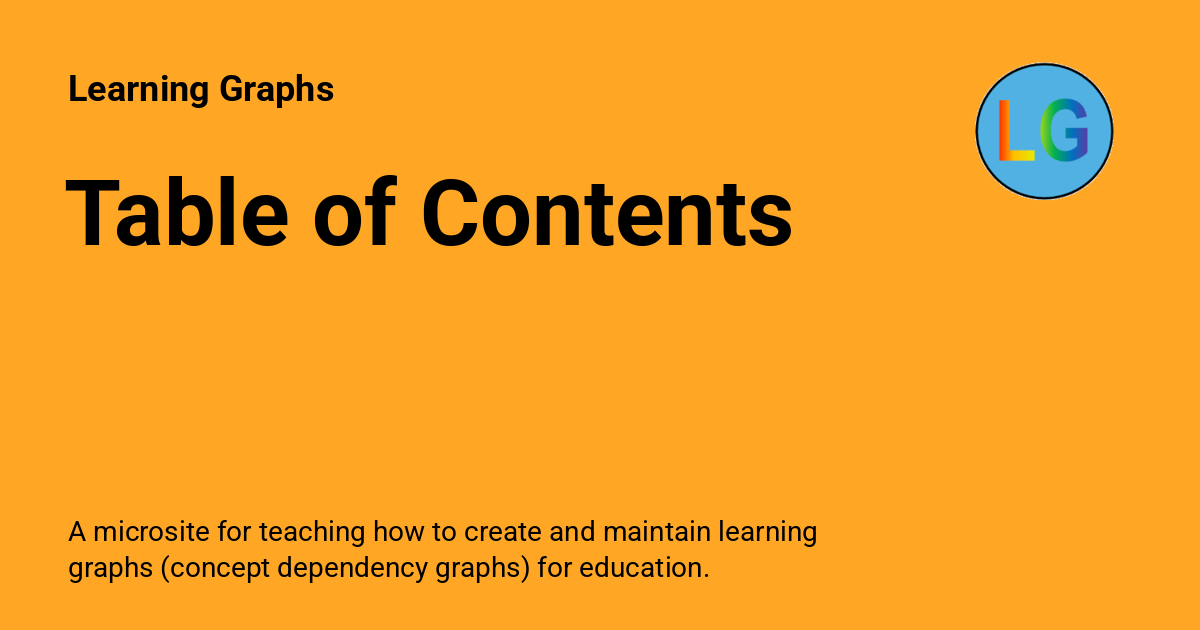 Learning Graphs
LG
Table of Contents
A microsite for teaching how to create and maintain learning
graphs (concept dependency graphs) for education.